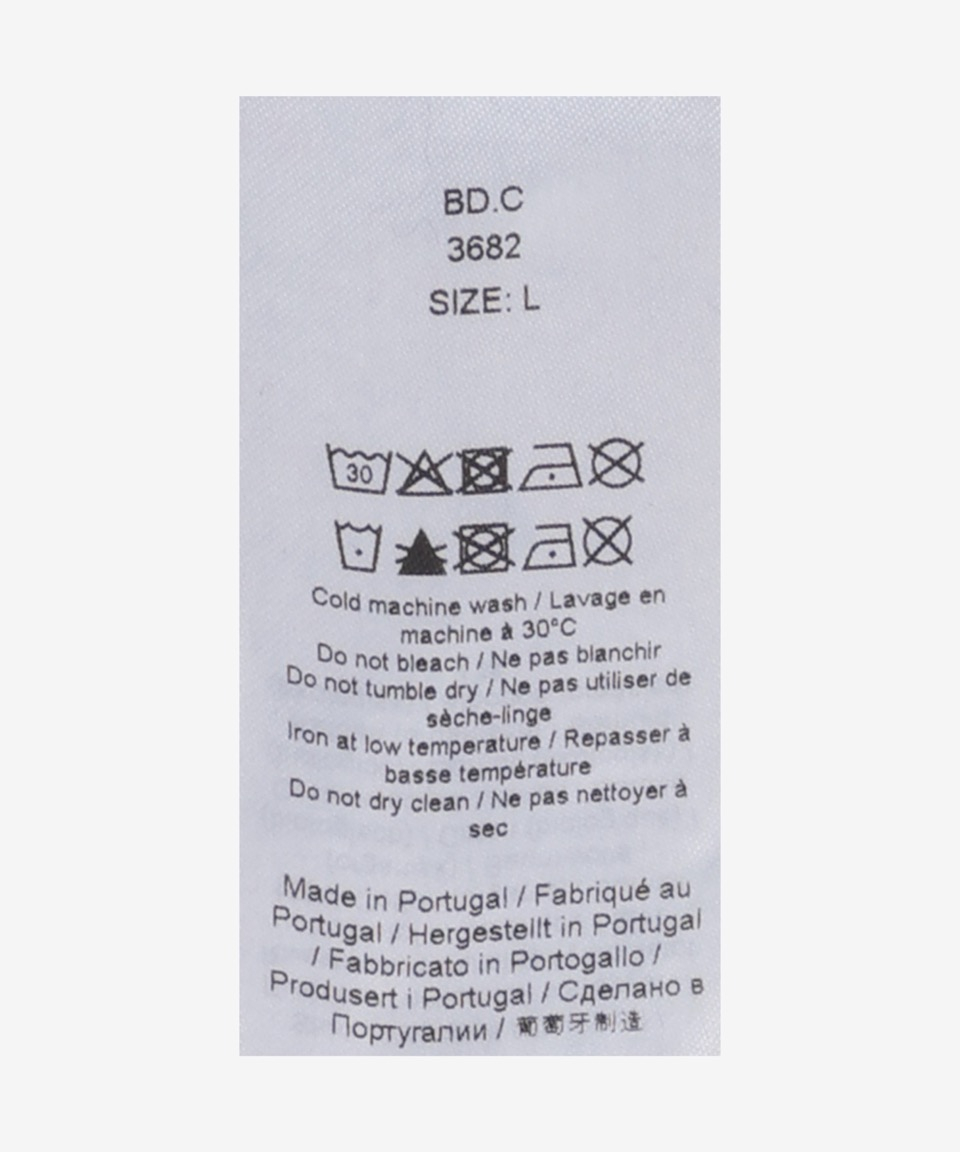 BD.C
3682
SIZE: L
30
Cold machine wash / Lavage en
machine à 30°C
Do not bleach / Ne pas blanchir
Do not tumble dry / Ne pas utiliser de
sèche-linge
Iron at low temperature / Repasser à
basse température
Do not dry clean / Ne pas nettoyer à
sec
Made in Portugal / Fabriqué au
Portugal / Hergestellt in Portugal
/ Fabbricato in Portogallo /
Produsert i Portugal / Сделано в
Португалии / 葡萄牙制造